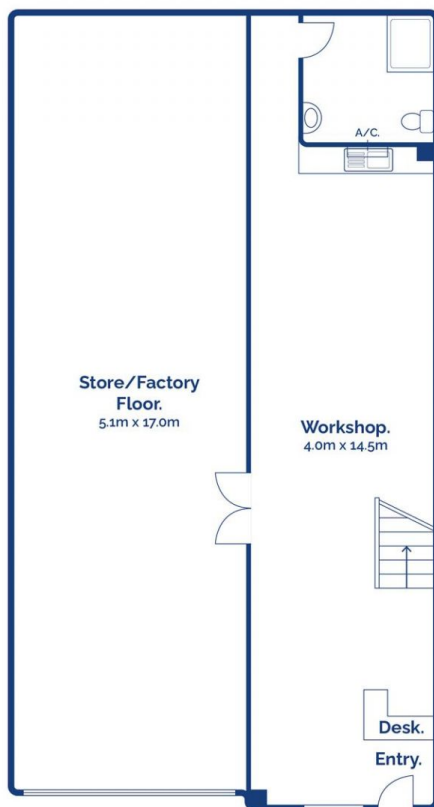 A/C.
Store/Factory
Floor.
5.1m x 17.0m
Workshop.
4.0m x 14.5m
Desk.
Entry.